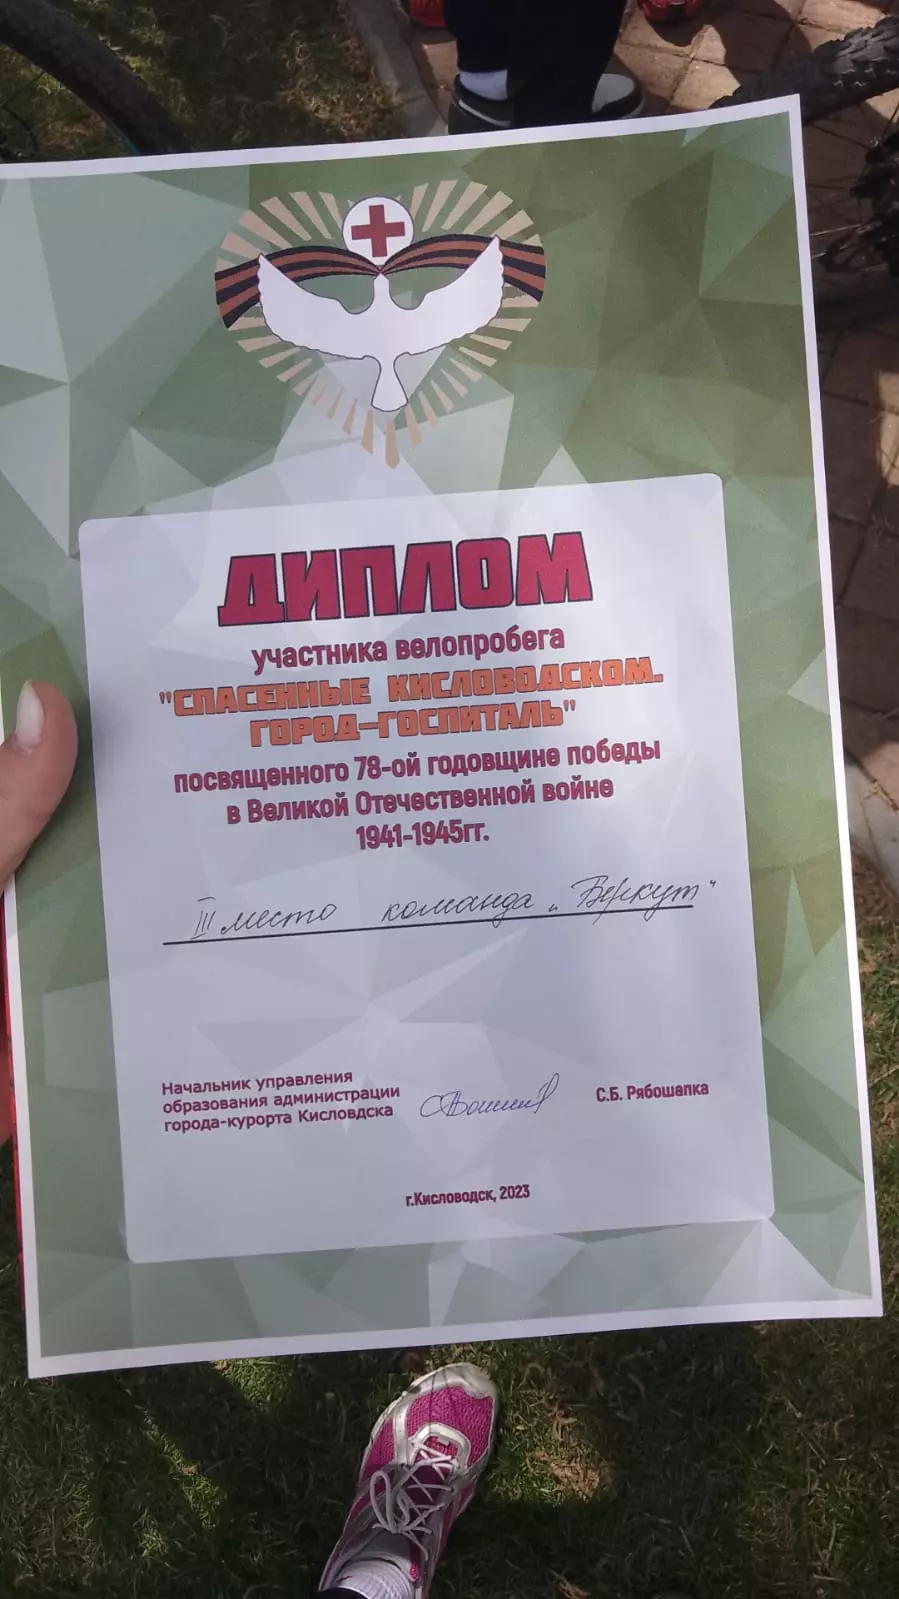 ДИПЛОМ
участника велопробега
"СПАСЕННЫЕ КИСЛОВОДСКОМ.
ГОРОД-ГОСПИТАЛЬ"
посвященного 78-ой годовщине победы
в Великой Отечественной войне
1941-1945гг.
III место команда „Беркут"
Начальник управления
образования администрации
города-курорта Кисловдска
С.Б. Рябошапка
г.Кисловодск, 2023